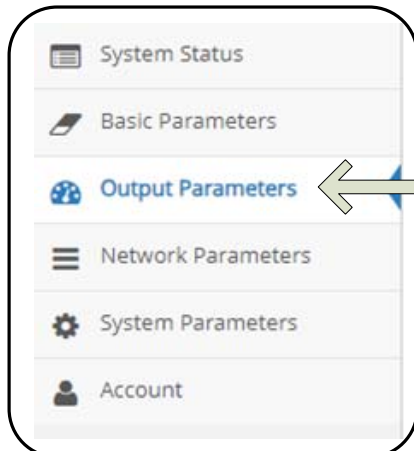 System Status
Basic Parameters
Output Parameters
Network Parameters
System Parameters
Account